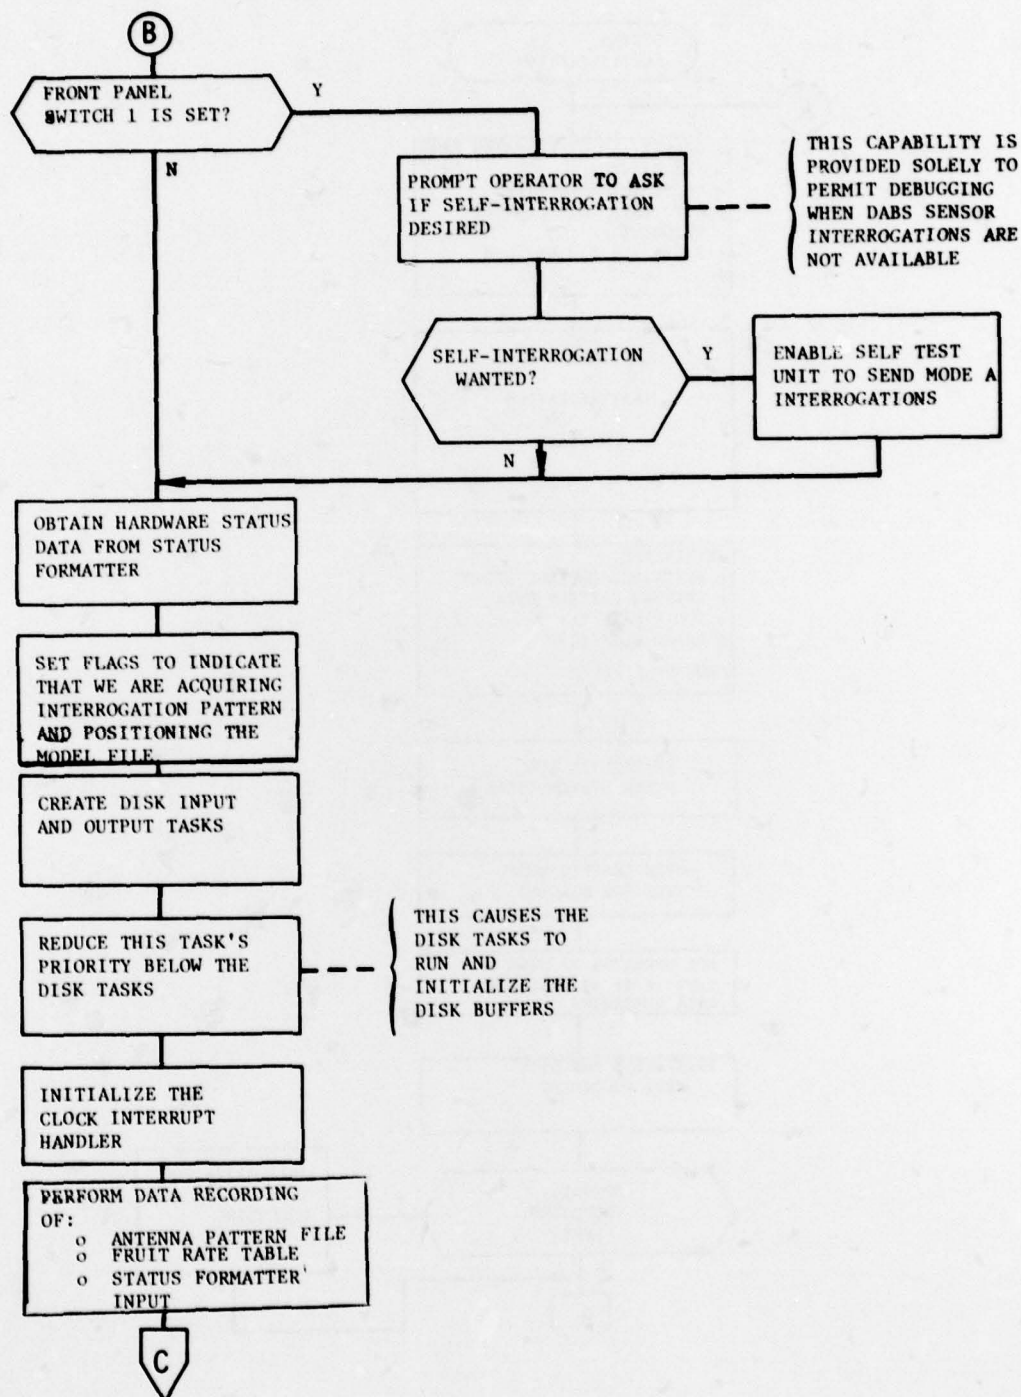 B
FRONT PANEL
SWITCH 1 IS SET?
Y
N
PROMPT OPERATOR TO ASK
IF SELF-INTERROGATION
DESIRED
THIS CAPABILITY IS
PROVIDED SOLELY TO
PERMIT DEBUGGING
WHEN DABS SENSOR
INTERROGATIONS ARE
NOT AVAILABLE
SELF-INTERROGATION
WANTED?
Y
N
ENABLE SELF TEST
UNIT TO SEND MODE A
INTERROGATIONS
OBTAIN HARDWARE STATUS
DATA FROM STATUS
FORMATTER
SET FLAGS TO INDICATE
THAT WE ARE ACQUIRING
INTERROGATION PATTERN
AND POSITIONING THE
MODEL FILE
CREATE DISK INPUT
AND OUTPUT TASKS
REDUCE THIS TASK'S
PRIORITY BELOW THE
DISK TASKS
THIS CAUSES THE
DISK TASKS TO
RUN AND
INITIALIZE THE
DISK BUFFERS
INITIALIZE THE
CLOCK INTERRUPT
HANDLER
PERFORM DATA RECORDING
OF:
o ANTENNA PATTERN FILE
o FRUIT RATE TABLE
o STATUS FORMATTER
INPUT
C